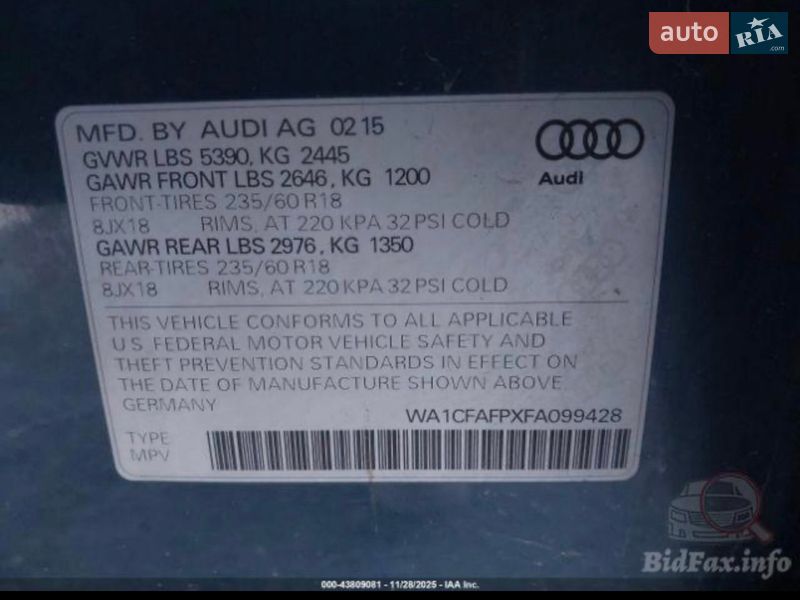 auto RIA
.com
MFD. BY AUDI AG 02 15
GVWR LBS 5390, KG 2445
GAWR FRONT LBS 2646, KG 1200
FRONT-TIRES 235/60 R18
8JX18 RIMS, AT 220 KPA 32 PSI COLD
GAWR REAR LBS 2976, KG 1350
REAR-TIRES 235/60 R18
8JX18 RIMS, AT 220 KPA 32 PSI COLD
Audi
THIS VEHICLE CONFORMS TO ALL APPLICABLE
U.S. FEDERAL MOTOR VEHICLE SAFETY AND
THEFT PREVENTION STANDARDS IN EFFECT ON
THE DATE OF MANUFACTURE SHOWN ABOVE
GERMANY
WA1CFAFPXFA099428
TYPE
MPV
BidFax.info
000-43809081 - 11/28/2025 - IAA Inc.